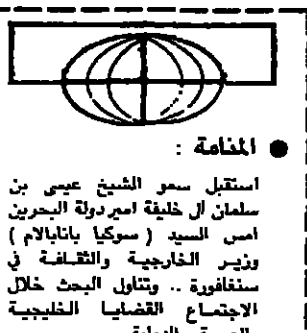 ● المنامة :
استقبل سمو الشيخ عيسى بن
سلمان آل خليفة امير دولة البحرين
امس السيد ( سوكيا بانابالام )
وزير الخارجية والثقافة في
سنغافورة .. وتناول البحث خلال
الاجتماع القضايا الخليجية